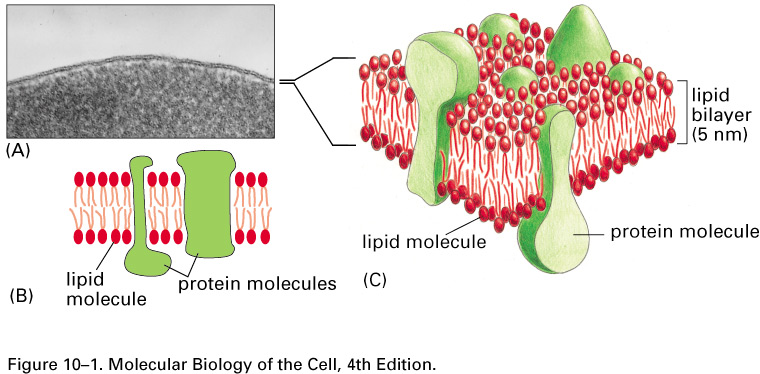 (A)
lipid
bilayer
(5 nm)
lipid molecule
protein molecule
(C)
lipid
molecule
protein molecules
(B)
Figure 10–1. Molecular Biology of the Cell, 4th Edition.